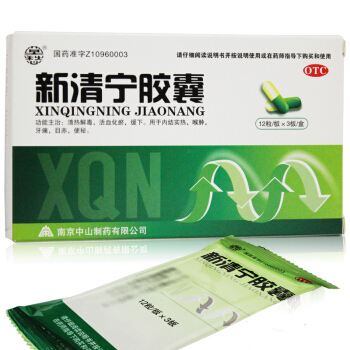 国药准字Z10960003
请仔细阅读说明书并按说明使用或在药师指导下购买和使用
新清宁胶囊
OTC
XINQINGNING JIAONANG
功能主治：清热解毒，活血化瘀，缓下。用于内结实热，喉肿，
牙痛，目赤，便秘。
12粒/板×3板/盒
XQN
南京中山制药有限公司
新清宁胶囊
OTC
12粒/板×3板